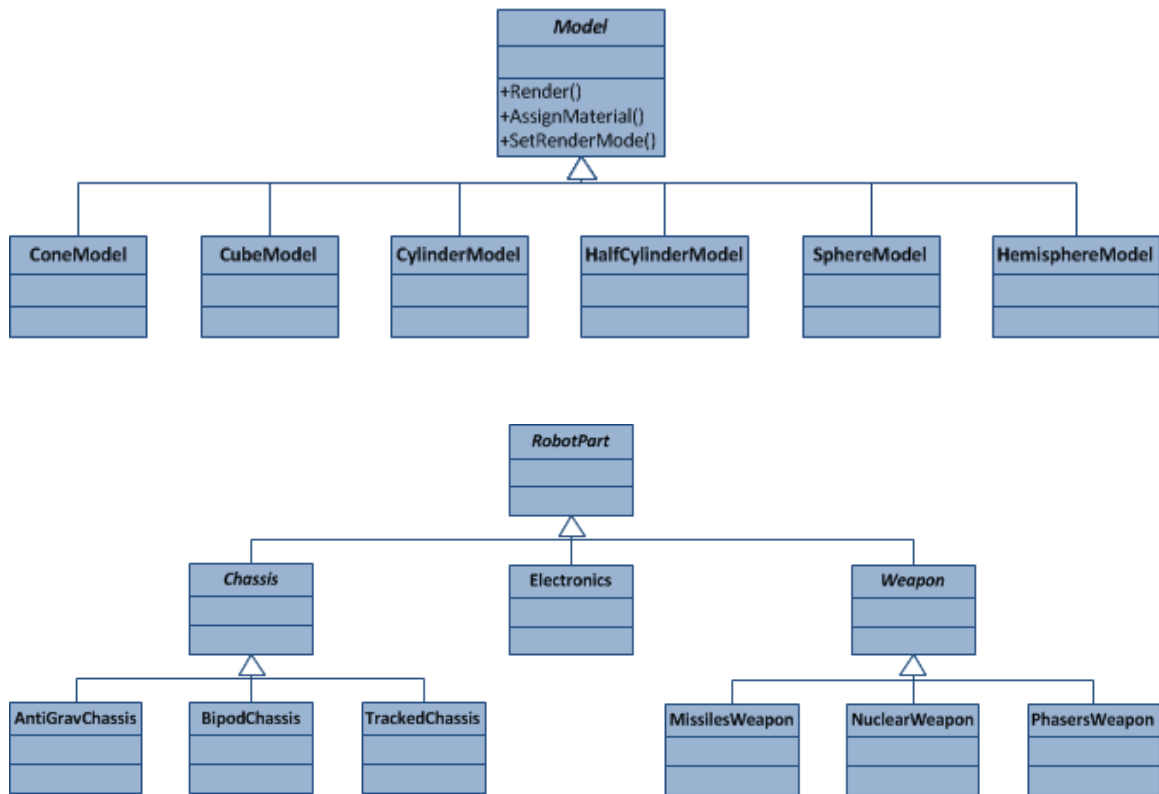 Model
+Render()
+AssignMaterial()
+SetRenderMode()
ConeModel
CubeModel
CylinderModel
HalfCylinderModel
SphereModel
HemisphereModel
RobotPart
Chassis
Electronics
Weapon
AntiGravChassis
BipodChassis
TrackedChassis
MissilesWeapon
NuclearWeapon
PhasersWeapon